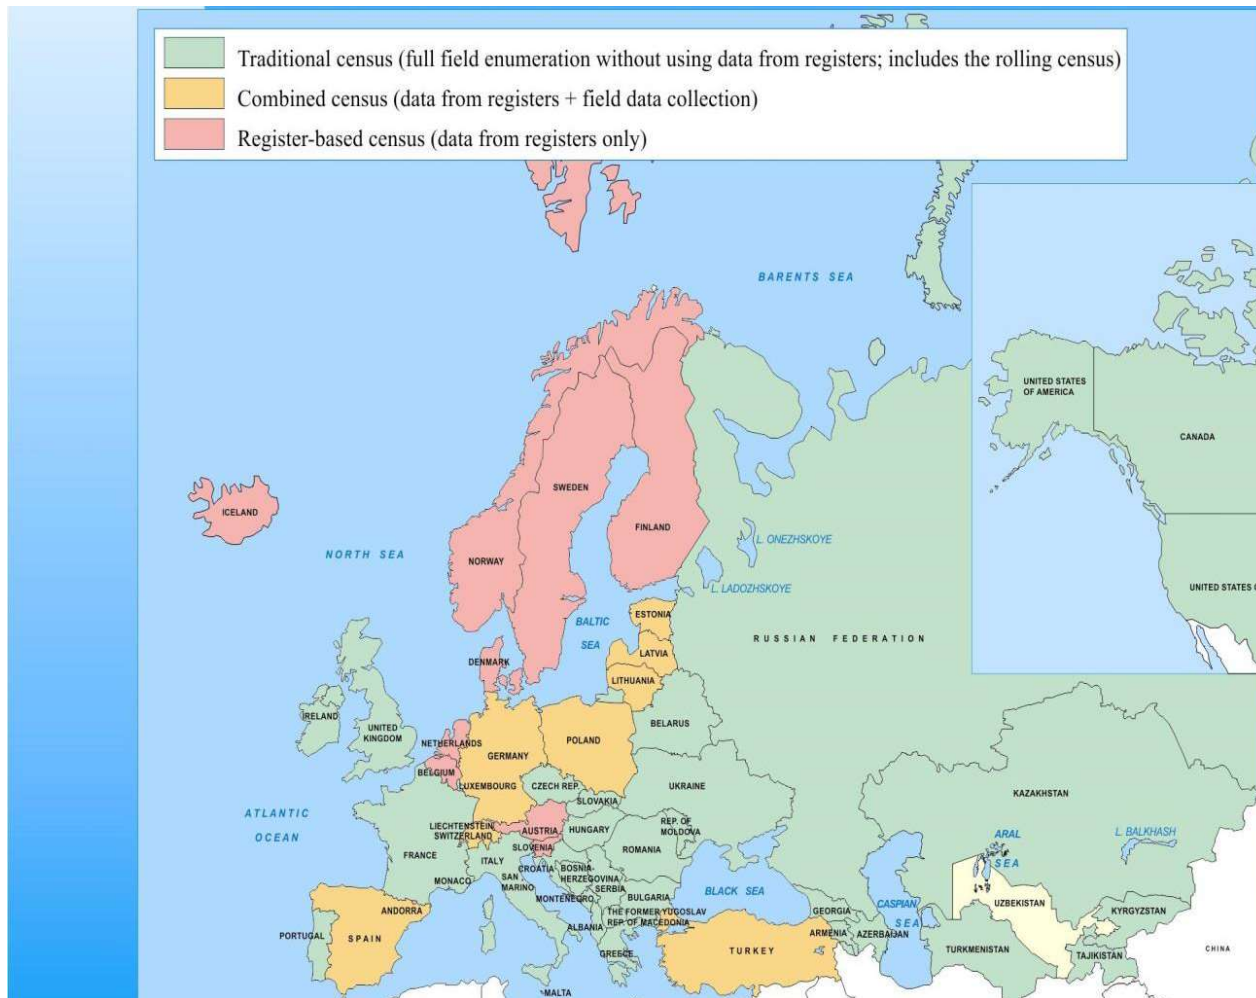 Traditional census (full field enumeration without using data from registers; includes the rolling census)
Combined census (data from registers + field data collection)
Register-based census (data from registers only)
BARENTS SEA
UNITED STATES
OF AMERICA
CANADA
ICELAND
SWEDEN
FINLAND
NORTH SEA
NORWAY
L. ONEZHSKOYE
L. LADOZHSKOYE
UNITED STATES
ESTONIA
BALTIC
SEA
RUSSIAN FEDERATION
LATVIA
DENMARK
LITHUANIA
IRELAND
UNITED
KINGDOM
BELARUS
NETHERLANDS
POLAND
GERMANY
BELGIUM
LUXEMBOURG
CZECH REP.
UKRAINE
KAZAKHSTAN
SLOVAKIA
ATLANTIC
OCEAN
LIECHTENSTEIN
SWITZERLAND
AUSTRIA
HUNGARY
REP. OF
MOLDOVA
ARAL
SEA
L. BALKHASH
SLOVENIA
ROMANIA
FRANCE
ITALY
CROATIA
BOSNIA-
HERZEGOVINA
MONACO
SAN
MARINO
SERBIA
BLACK SEA
CASPIAN
SEA
UZBEKISTAN
MONTENEGRO
BULGARIA
ANDORRA
THE FORMER YUGOSLAV
REP. OF MACEDONIA
GEORGIA
KYRGYZSTAN
PORTUGAL
SPAIN
ALBANIA
ARMENIA
AZERBAIJAN
GREECE
TURKEY
TURKMENISTAN
TAJIKISTAN
CHINA
MALTA